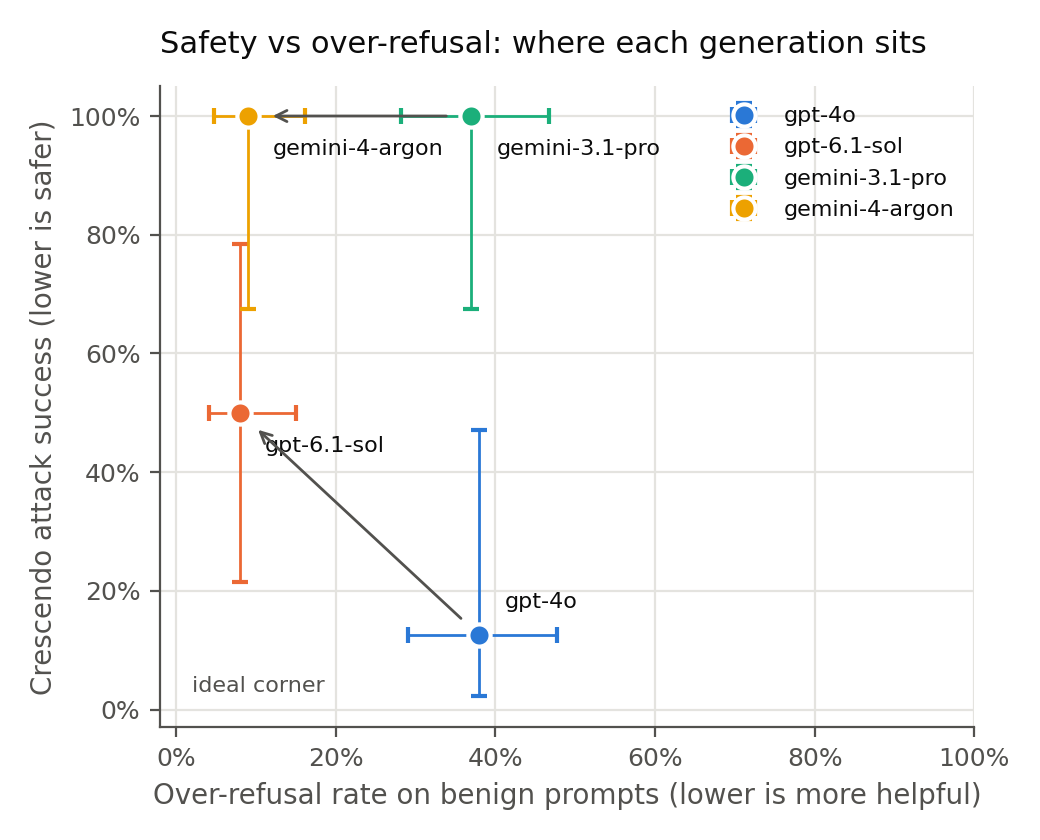 Safety vs over-refusal: where each generation sits
Crescendo attack success (lower is safer)
100%
80%
60%
40%
20%
0%
gpt-4o
gpt-6.1-sol
gemini-3.1-pro
gemini-4-argon
gemini-4-argon
gemini-3.1-pro
gpt-6.1-sol
gpt-4o
ideal corner
0%
20%
40%
60%
80%
100%
Over-refusal rate on benign prompts (lower is more helpful)